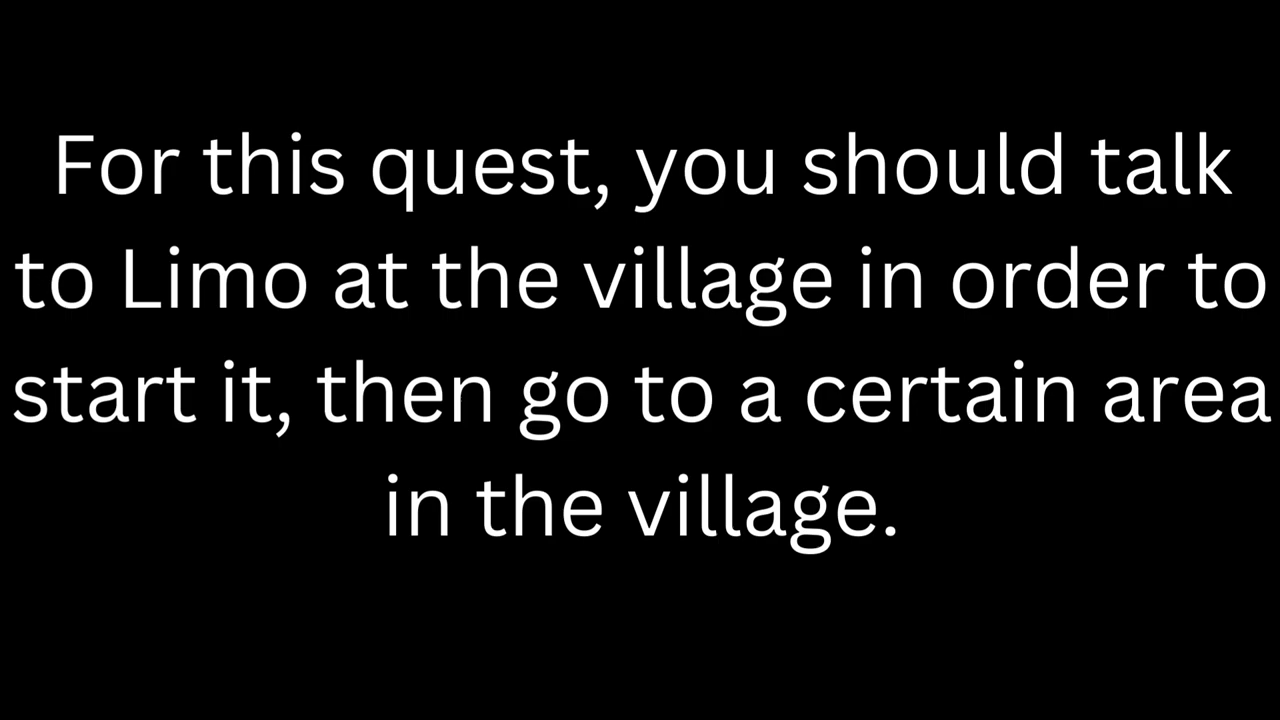 For this quest, you should talk
to Limo at the village in order to
start it, then go to a certain area
in the village.